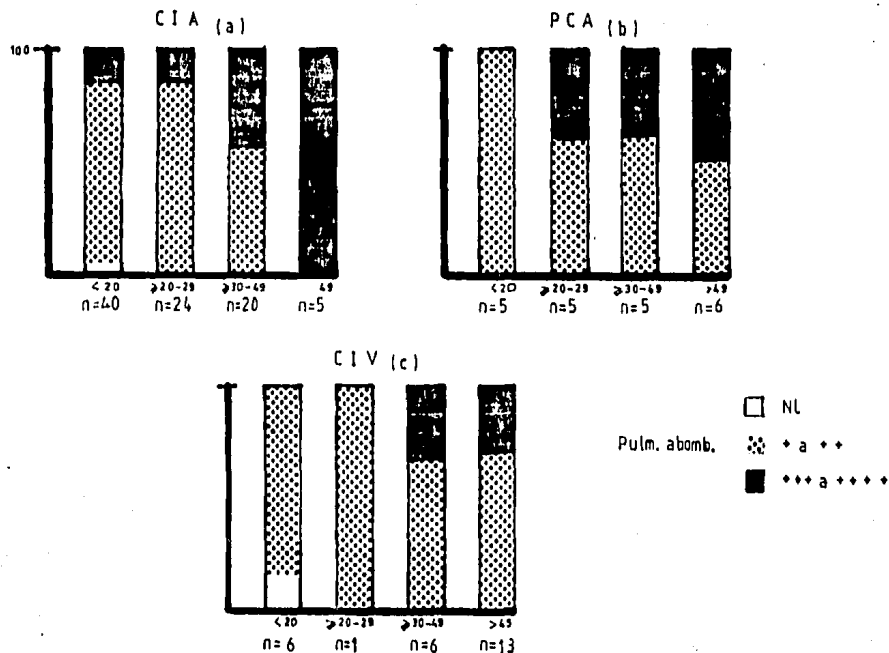 CIA (a)
100
< 20 ⩾20-29 ⩾30-49 49
n=40 n=24 n=20 n=5
PCA (b)
<20 ⩾20-29 ⩾30-49 >49
n=5 n=5 n=5 n=6
CIV (c)
<20 ⩾20-29 ⩾30-49 >49
n=6 n=1 n=6 n=13
Nl
Pulm. abomb. + a ++
+++ a ++++